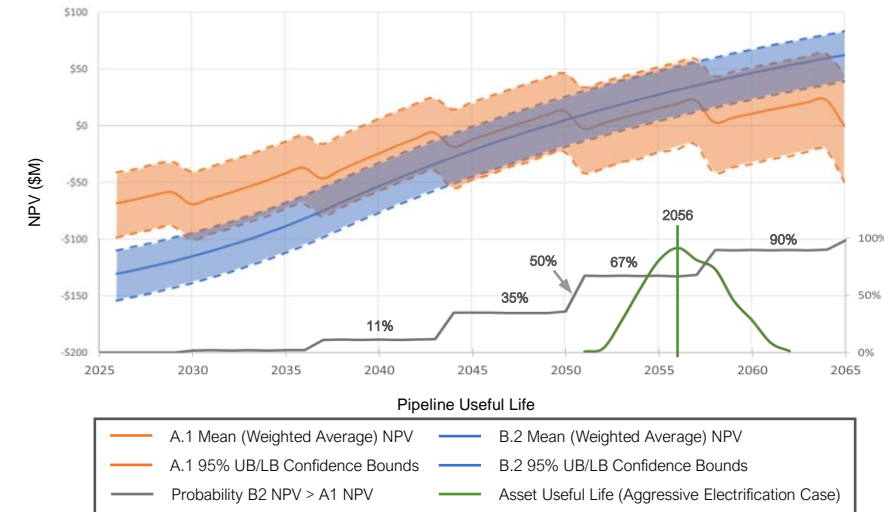 $100
$50
$0
-$50
-$100
-$150
-$200
NPV ($M)
2056
100%
50%
0%
90%
67%
50%
35%
11%
2025 2030 2035 2040 2045 2050 2055 2060 2065
Pipeline Useful Life
A.1 Mean (Weighted Average) NPV B.2 Mean (Weighted Average) NPV
A.1 95% UB/LB Confidence Bounds B.2 95% UB/LB Confidence Bounds
Probability B2 NPV > A1 NPV Asset Useful Life (Aggressive Electrification Case)